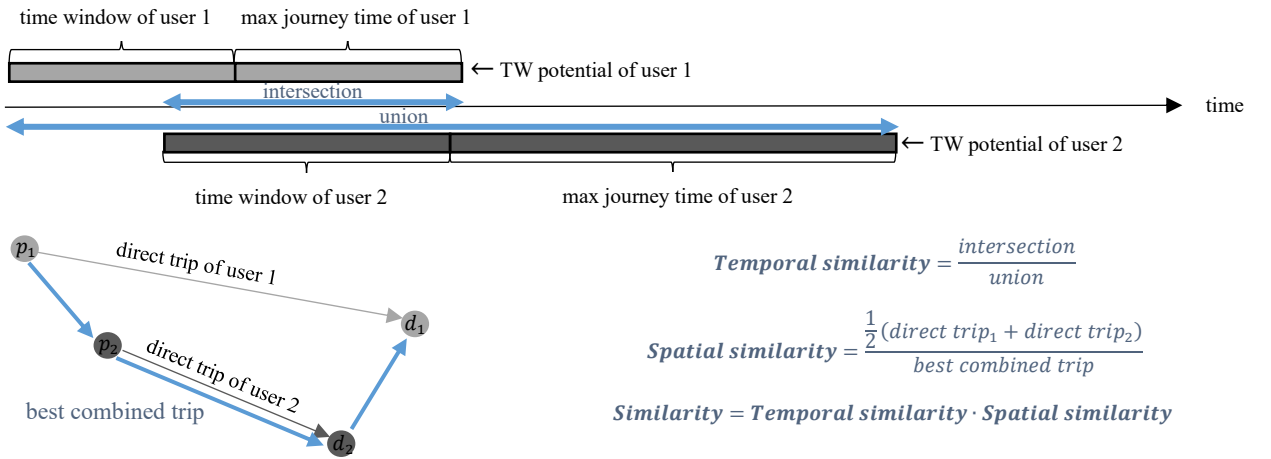 time window of user 1 max journey time of user 1
← TW potential of user 1
intersection
time
union
← TW potential of user 2
time window of user 2 max journey time of user 2
p₁
direct trip of user 1
d₁
p₂
direct trip of user 2
best combined trip
d₂
Temporal similarity = intersection / union
Spatial similarity = 1/2 (direct trip₁ + direct trip₂) / best combined trip
Similarity = Temporal similarity · Spatial similarity